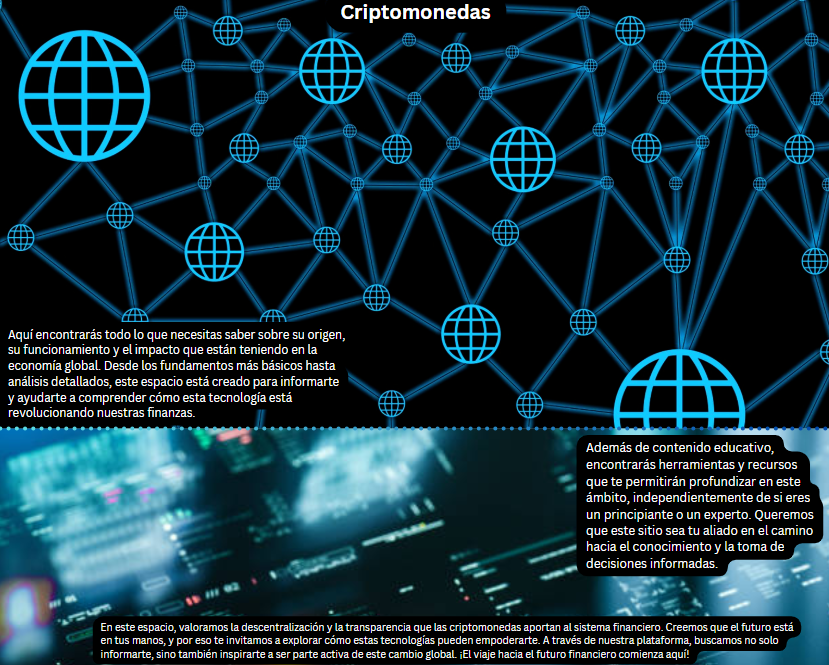 Criptomonedas
Aquí encontrarás todo lo que necesitas saber sobre su origen,
su funcionamiento y el impacto que están teniendo en la
economía global. Desde los fundamentos más básicos hasta
análisis detallados, este espacio está creado para informarte
y ayudarte a comprender cómo esta tecnología está
revolucionando nuestras finanzas.
Además de contenido educativo,
encontrarás herramientas y recursos
que te permitirán profundizar en este
ámbito, independientemente de si eres
un principiante o un experto. Queremos
que este sitio sea tu aliado en el camino
hacia el conocimiento y la toma de
decisiones informadas.
En este espacio, valoramos la descentralización y la transparencia que las criptomonedas aportan al sistema financiero. Creemos que el futuro está
en tus manos, y por eso te invitamos a explorar cómo estas tecnologías pueden empoderarte. A través de nuestra plataforma, buscamos no solo
informarte, sino también inspirarte a ser parte activa de este cambio global. ¡El viaje hacia el futuro financiero comienza aquí!